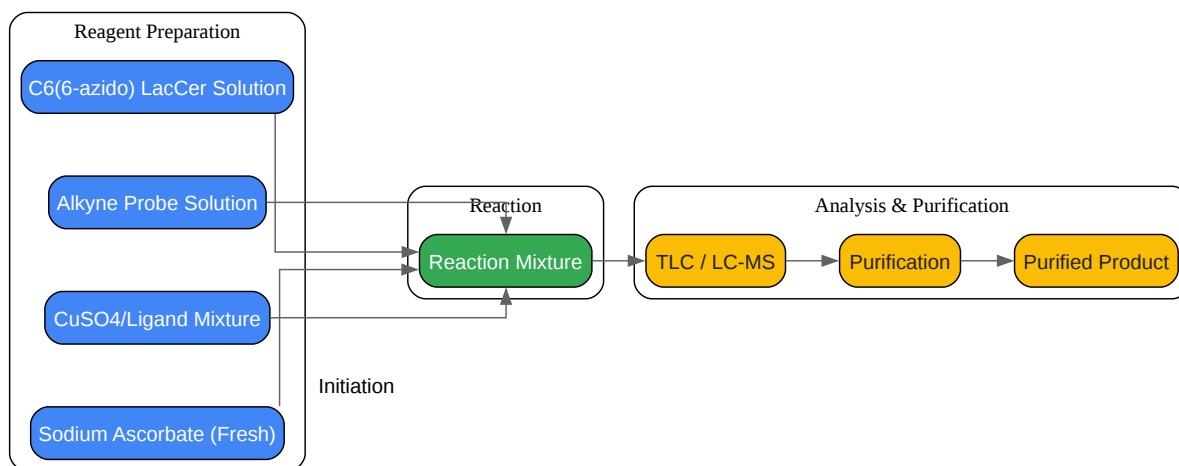 Reagent Preparation
C6(6-azido) LacCer Solution
Alkyne Probe Solution
CuSO4/Ligand Mixture
Initiation
Sodium Ascorbate (Fresh)
Reaction
Reaction Mixture
Analysis & Purification
TLC / LC-MS
Purification
Purified Product